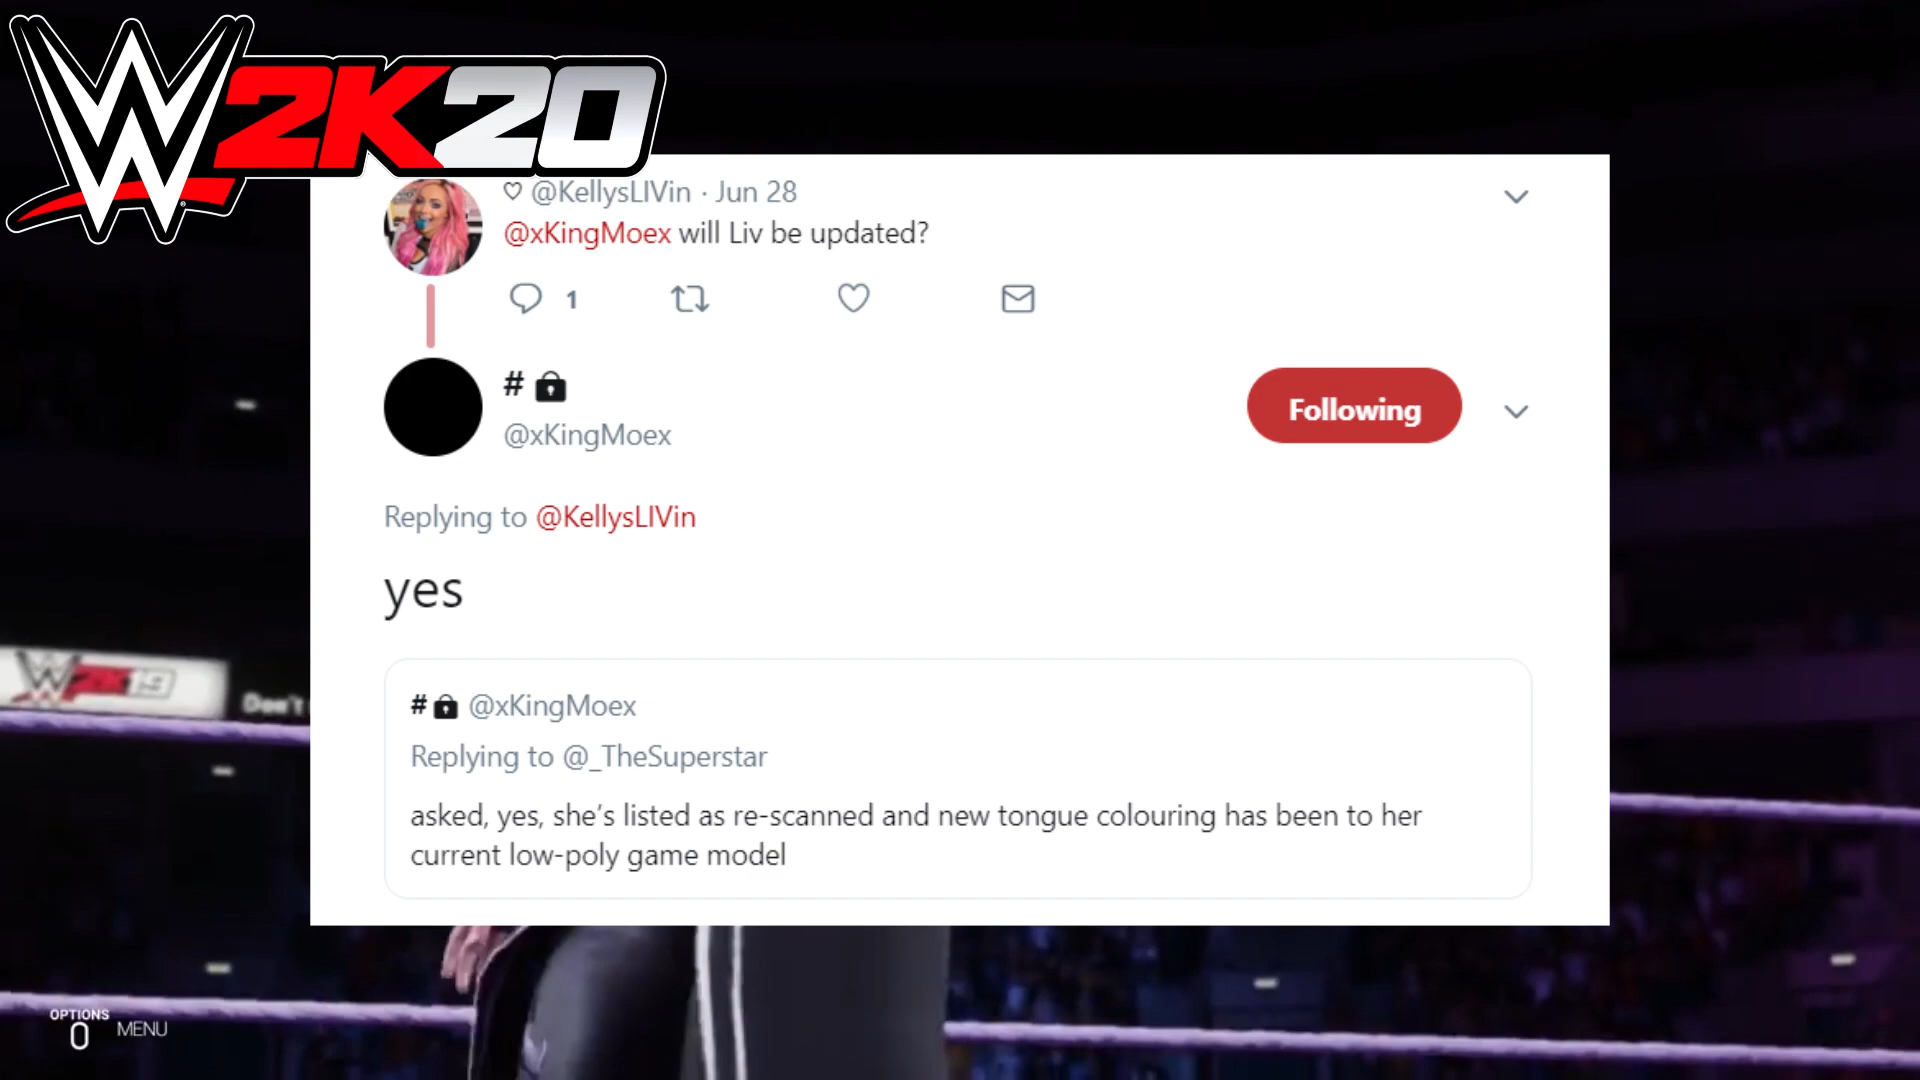 W2K20
♡ @KellysLIVin · Jun 28
@xKingMoex will Liv be updated?
1
#
@xKingMoex
Following
Replying to @KellysLIVin
yes
# @xKingMoex
Replying to @_TheSuperstar
asked, yes, she's listed as re-scanned and new tongue colouring has been to her
current low-poly game model
W2K19
Don't
OPTIONS
MENU